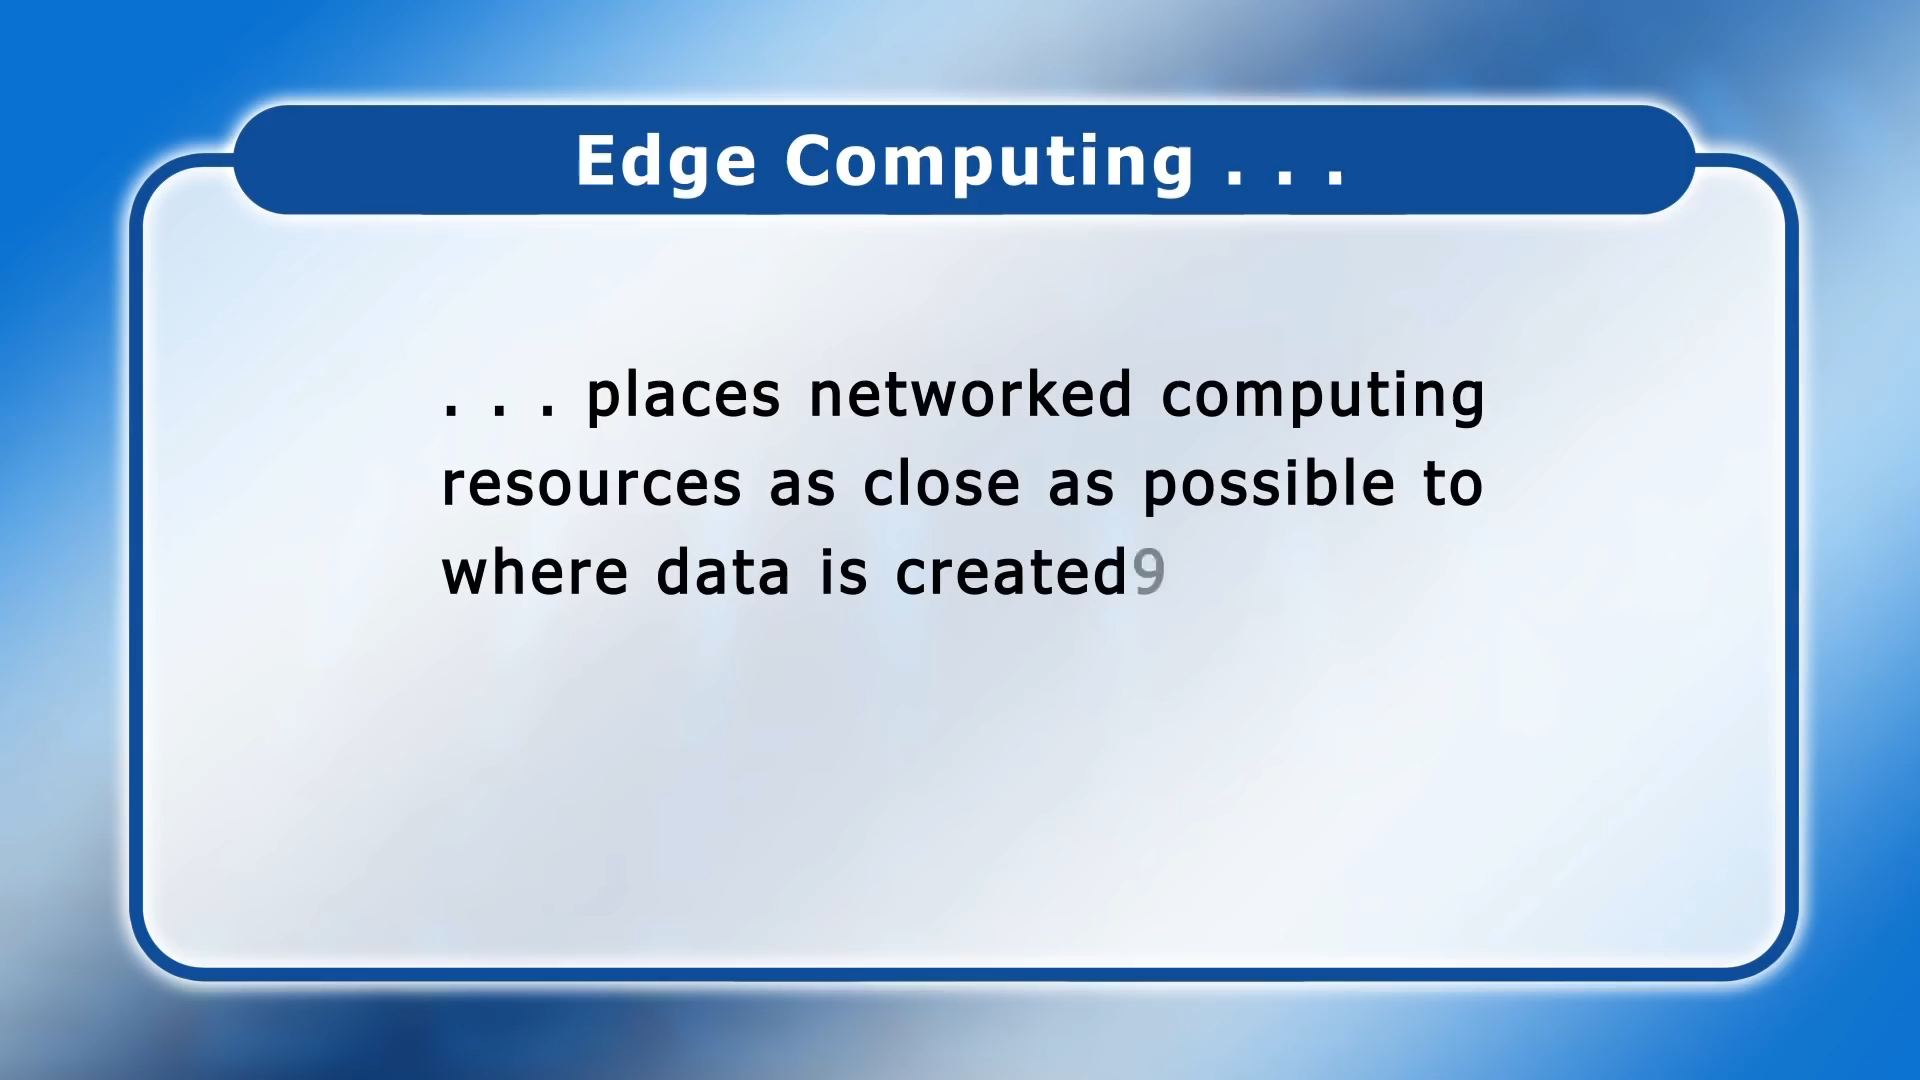 Edge Computing . . .
. . . places networked computing
resources as close as possible to
where data is created9